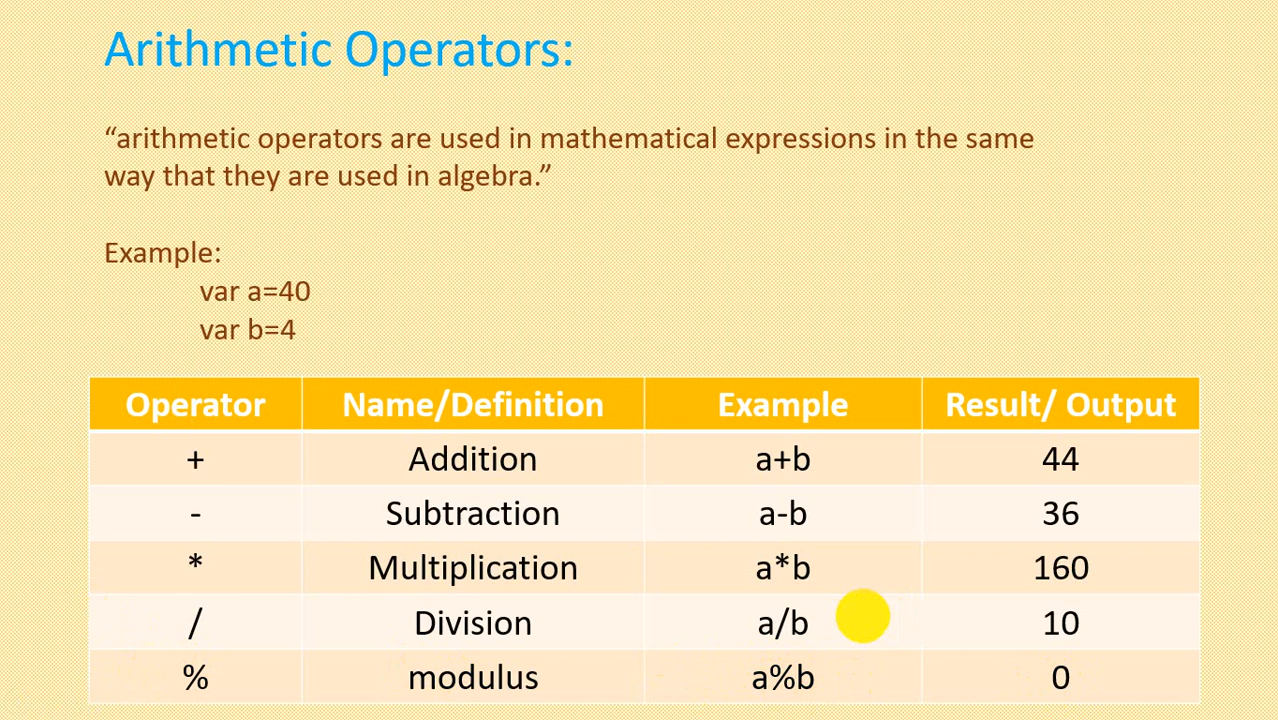 Arithmetic Operators:
“arithmetic operators are used in mathematical expressions in the same
way that they are used in algebra.”
Example:
var a=40
var b=4
Operator Name/Definition Example Result/ Output
+ Addition a+b 44
- Subtraction a-b 36
* Multiplication a*b 160
/ Division a/b 10
% modulus a%b 0